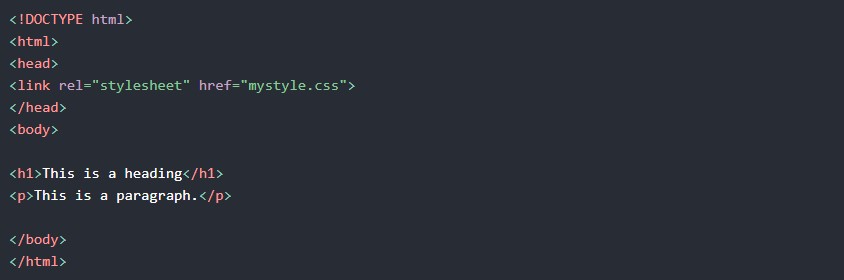 <!DOCTYPE html>
<html>
<head>
<link rel="stylesheet" href="mystyle.css">
</head>
<body>
<h1>This is a heading</h1>
<p>This is a paragraph.</p>
</body>
</html>